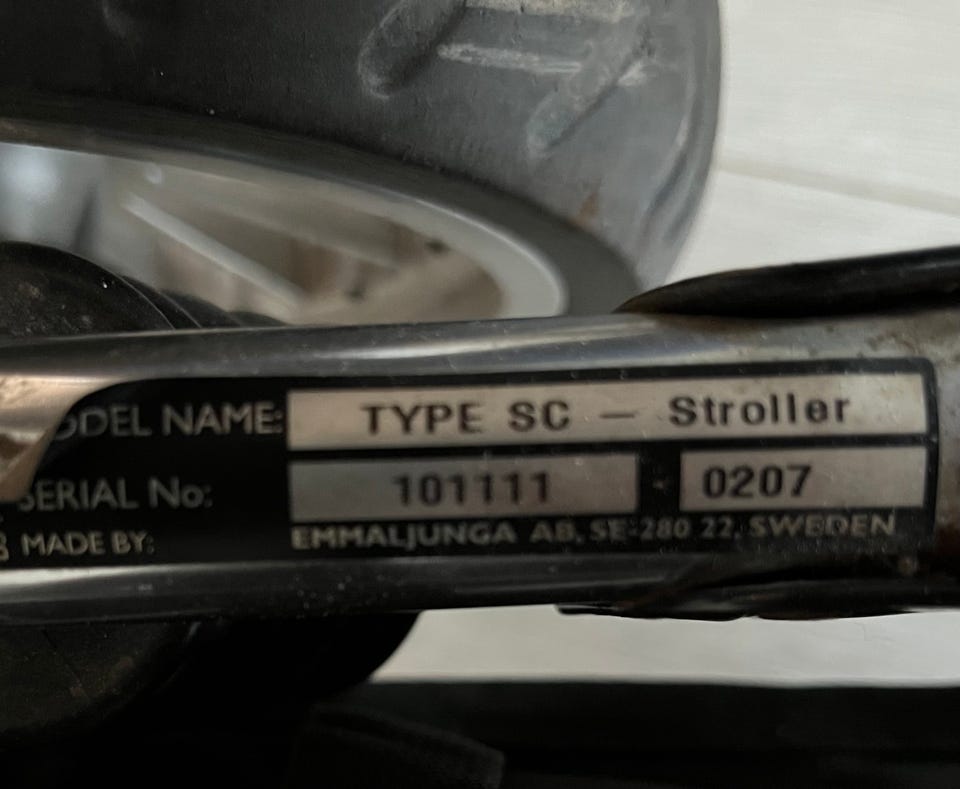 ODEL NAME: TYPE SC - Stroller
SERIAL No: 101111 - 0207
MADE BY: EMMALJUNGA AB, SE-280 22, SWEDEN